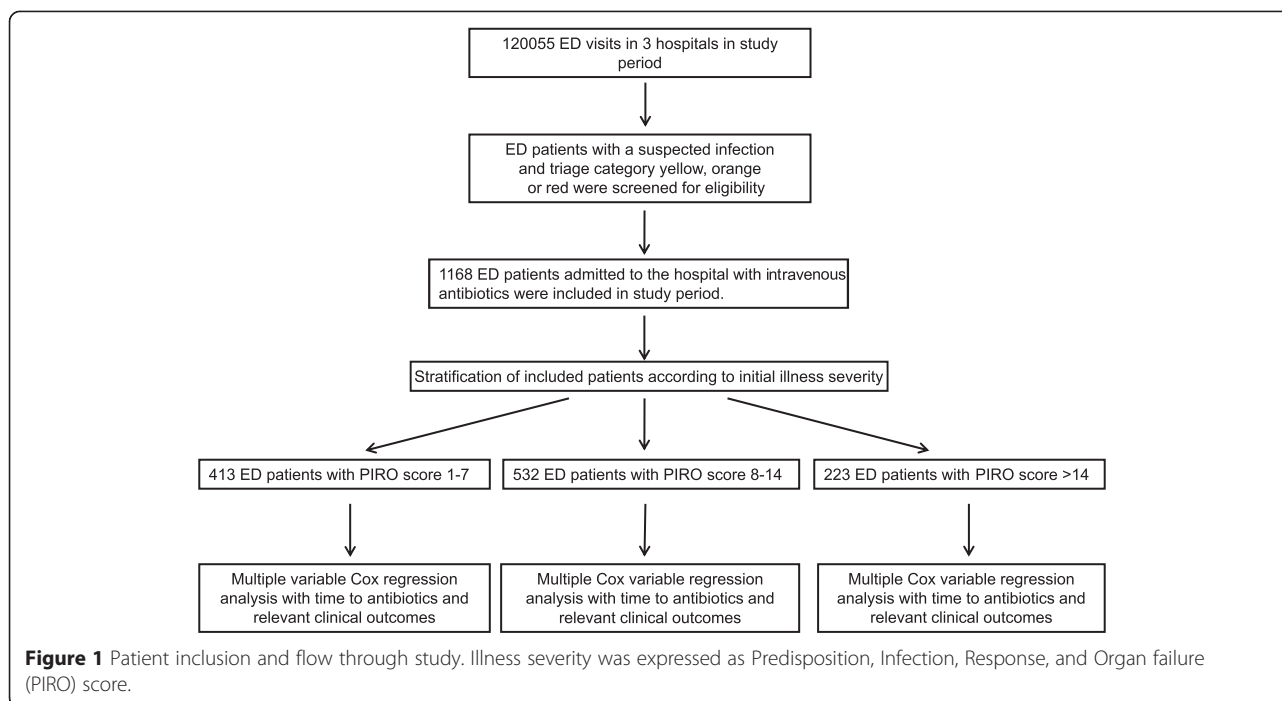 120055 ED visits in 3 hospitals in study
period
ED patients with a suspected infection
and triage category yellow, orange
or red were screened for eligibility
1168 ED patients admitted to the hospital with intravenous
antibiotics were included in study period.
Stratification of included patients according to initial illness severity
413 ED patients with PIRO score 1-7
532 ED patients with PIRO score 8-14
223 ED patients with PIRO score >14
Multiple variable Cox regression
analysis with time to antibiotics and
relevant clinical outcomes
Multiple Cox variable regression
analysis with time to antibiotics and
relevant clinical outcomes
Multiple Cox variable regression
analysis with time to antibiotics and
relevant clinical outcomes
Figure 1 Patient inclusion and flow through study. Illness severity was expressed as Predisposition, Infection, Response, and Organ failure
(PIRO) score.